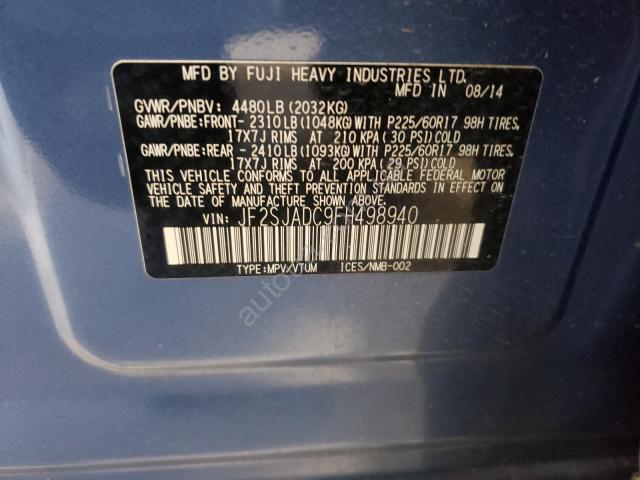 MFD BY FUJI HEAVY INDUSTRIES LTD.
MFD IN 08/14
GVWR/PNBV: 4480LB(2032KG)
GAWR/PNBE:FRONT- 2310LB(1048KG)WITH P225/60R17 98H TIRES,
17X7J RIMS AT 210 KPA( 30 PSI)COLD
GAWR/PNBE:REAR - 2410LB(1093KG)WITH P225/60R17 98H TIRES,
17X7J RIMS AT 200 KPA( 29 PSI)COLD
THIS VEHICLE CONFORMS TO ALL APPLICABLE FEDERAL MOTOR
VEHICLE SAFETY AND THEFT PREVENTION STANDARDS IN EFFECT ON
THE DATE OF MANUFACTURE SHOWN ABOVE.
VIN: JF2SJADC9FH498940
TYPE:MPV/VTUM ICES/NMB-002